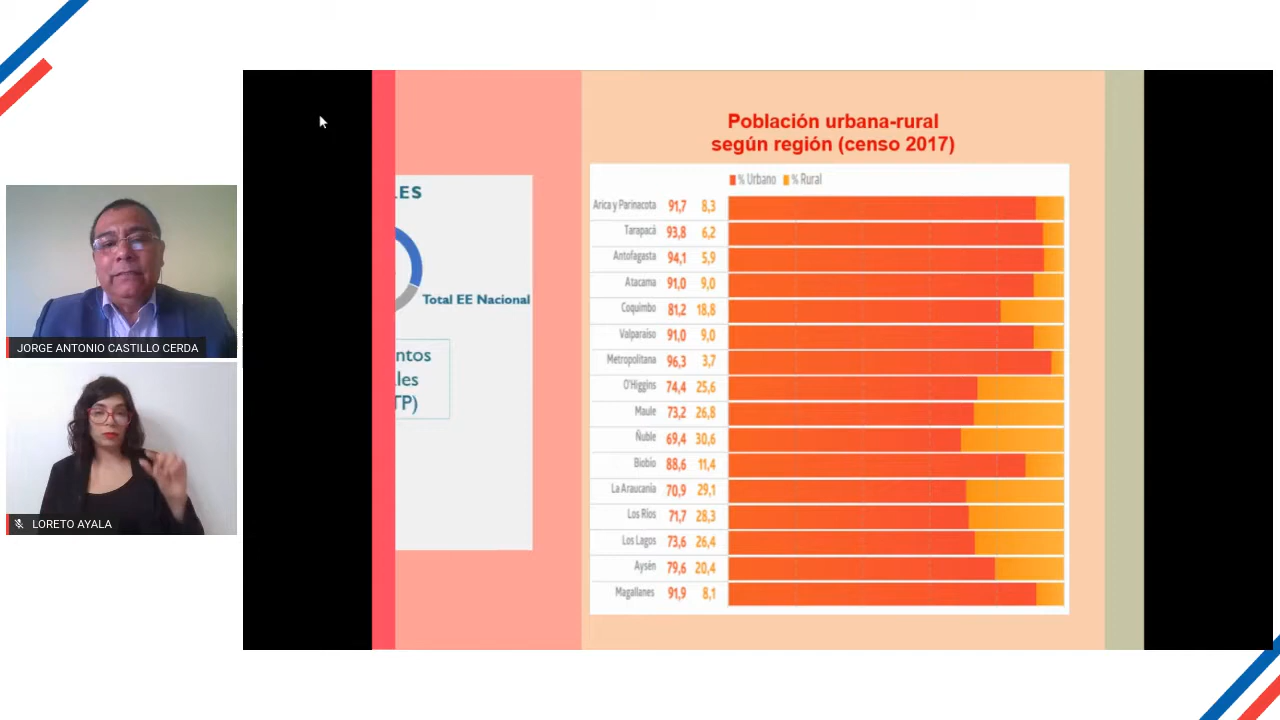 JORGE ANTONIO CASTILLO CERDA
LORETO AYALA
LES
Total EE Nacional
ntos
les
TP)
Población urbana-rural
según región (censo 2017)
% Urbano % Rural
Arica y Parinacota 91,7 8,3
Tarapacá 93,8 6,2
Antofagasta 94,1 5,9
Atacama 91,0 9,0
Coquimbo 81,2 18,8
Valparaíso 91,0 9,0
Metropolitana 96,3 3,7
O'Higgins 74,4 25,6
Maule 73,2 26,8
Ñuble 69,4 30,6
Biobío 88,6 11,4
La Araucanía 70,9 29,1
Los Ríos 71,7 28,3
Los Lagos 73,6 26,4
Aysén 79,6 20,4
Magallanes 91,9 8,1